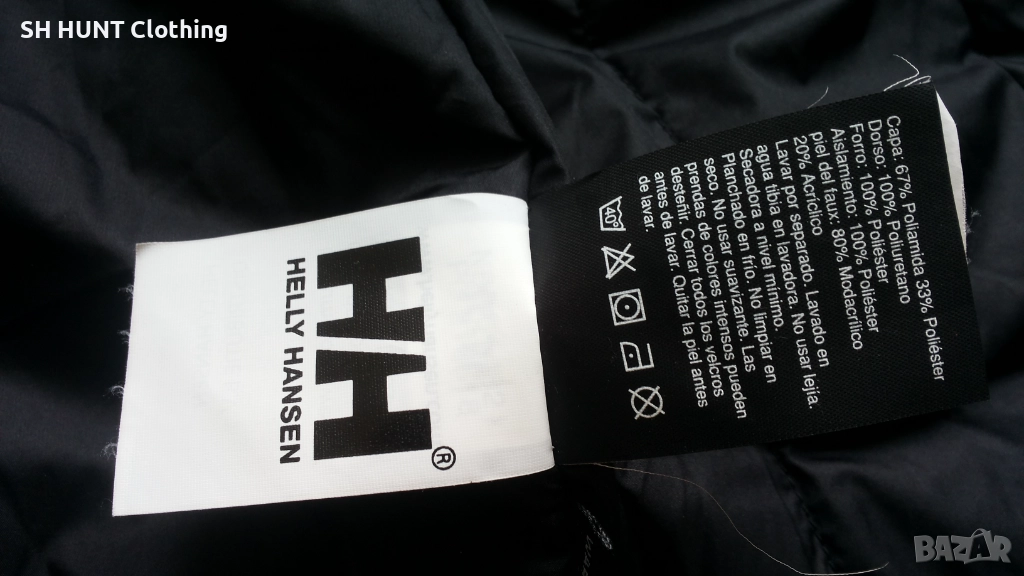 SH HUNT Clothing
HH
®
HELLY HANSEN
Capa: 67% Poliamida 33% Poliéster
Dorso: 100% Poliuretano
Forro: 100% Poliéster
Aislamiento: 100% Poliéster
piel del faux: 80% Modacrílico
20% Acrílico
Lavar por separado. Lavado en
agua tibia en lavadora. No usar lejia.
Secadora a nivel mínimo.
Planchado en frío. No limpiar en
seco. No usar suavizante. Las
prendas de colores intensos pueden
desteñir. Cerrar todos los velcros
antes de lavar. Quitar la piel antes
de lavar.
40
BAZAR